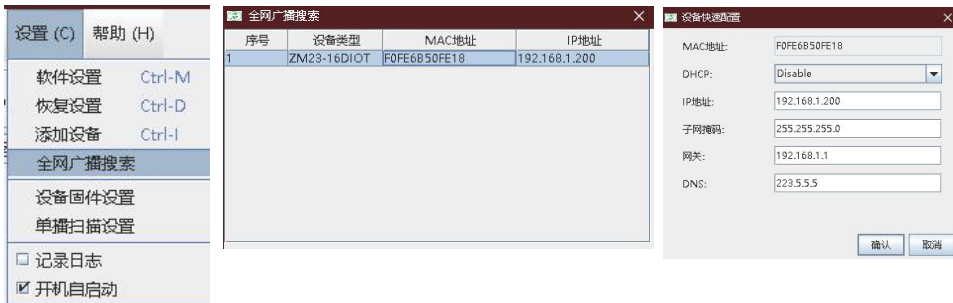 设置 (C) 帮助 (H)
软件设置 Ctrl-M
恢复设置 Ctrl-D
添加设备 Ctrl-I
全网广播搜索
设备固件设置
单播扫描设置
记录日志
开机自启动
全网广播搜索
序号 设备类型 MAC地址 IP地址
1 ZM23-16DIOT F0FE6B50FE18 192.168.1.200
设备快速配置
MAC地址: F0FE6B50FE18
DHCP: Disable
IP地址: 192.168.1.200
子网掩码: 255.255.255.0
网关: 192.168.1.1
DNS: 223.5.5.5
确认 取消